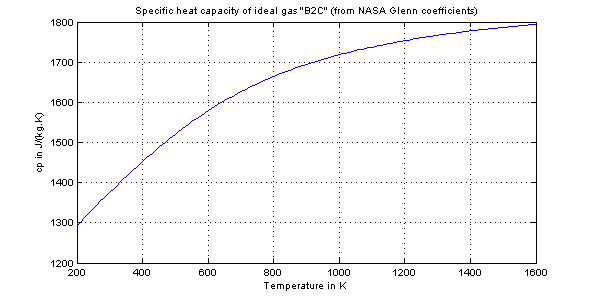 Specific heat capacity of ideal gas "B2C" (from NASA Glenn coefficients)
1800
1700
1600
1500
1400
1300
1200
cp in J/(kg.K)
200 400 600 800 1000 1200 1400 1600
Temperature in K